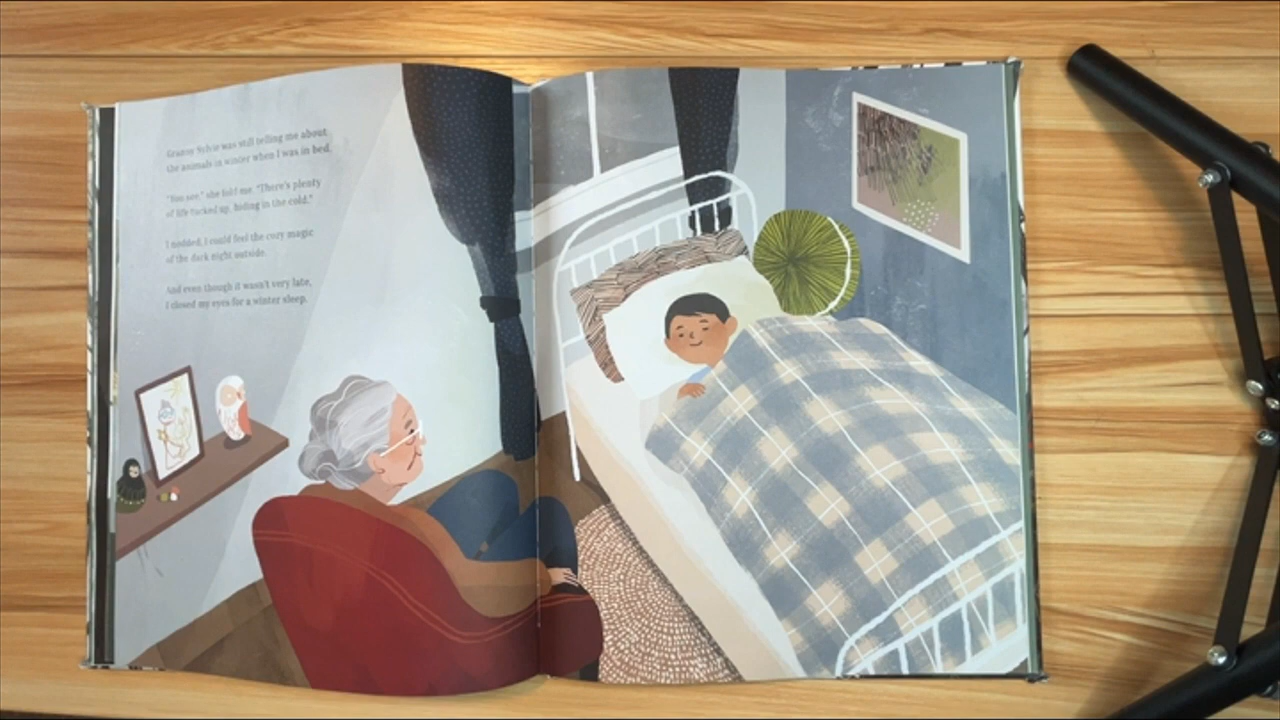 Granny Sylvie was still telling me about
the animals in winter when I was in bed.
"You see," she told me. "There's plenty
of life tucked up, hiding in the cold."
I nodded. I could feel the cozy magic
of the dark night outside.
And even though it wasn't very late,
I closed my eyes for a winter sleep.